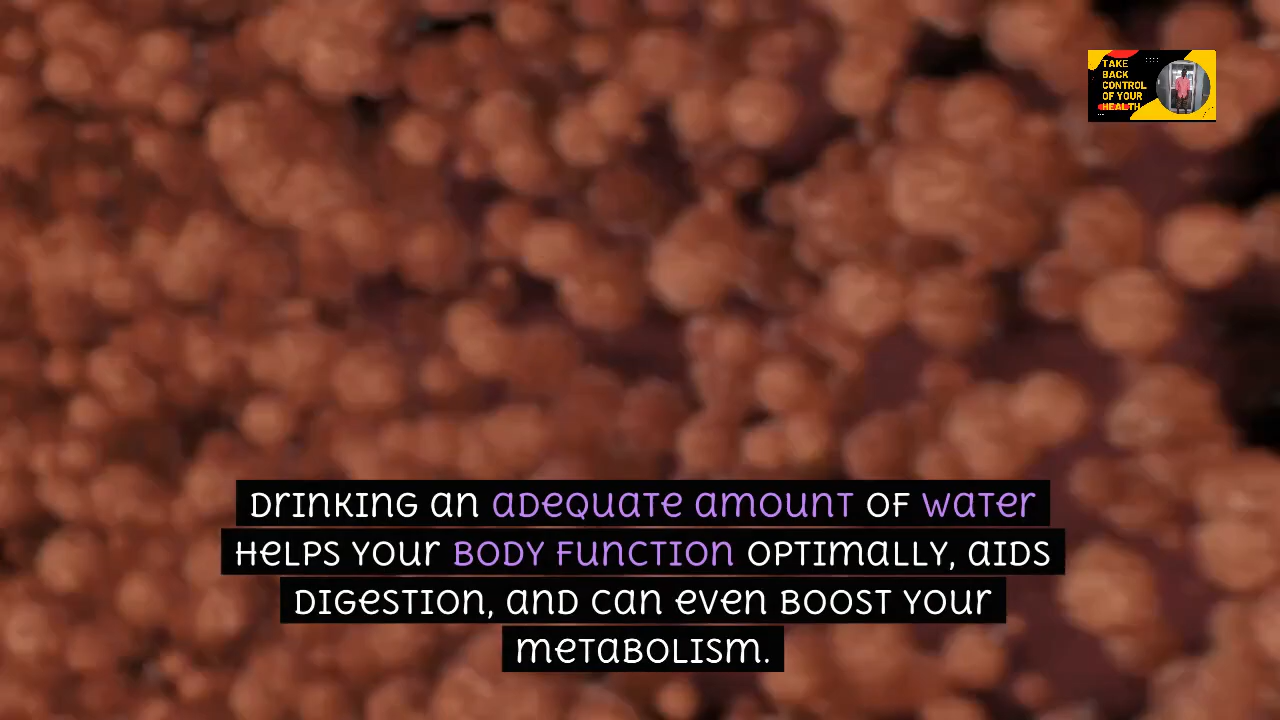 TAKE
BACK
CONTROL
OF YOUR
HEALTH
Drinking an adequate amount of water
helps your body function optimally, aids
digestion, and can even boost your
metabolism.